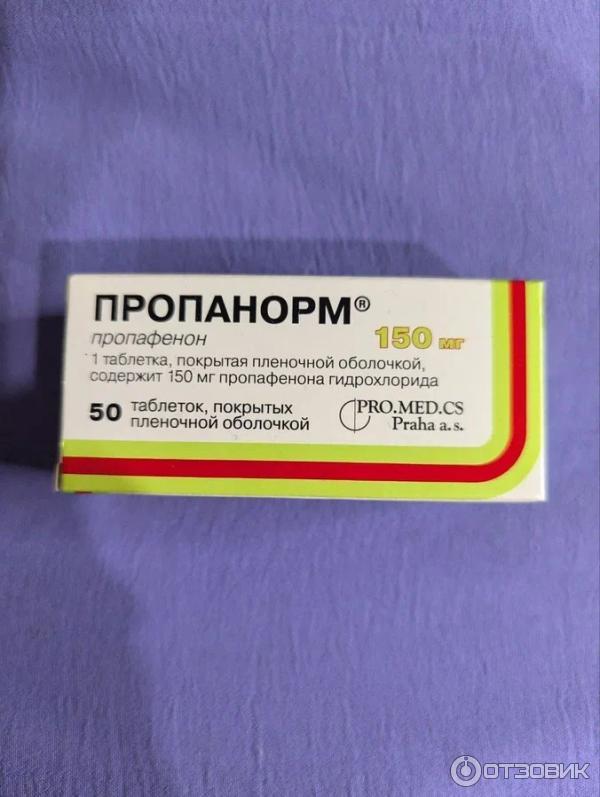 ПРОПАНОРМ®
пропафенон
150 мг
1 таблетка, покрытая пленочной оболочкой,
содержит 150 мг пропафенона гидрохлорида
50 таблеток, покрытых
пленочной оболочкой
PRO.MED.CS
Praha a.s.
ОТЗОВИК